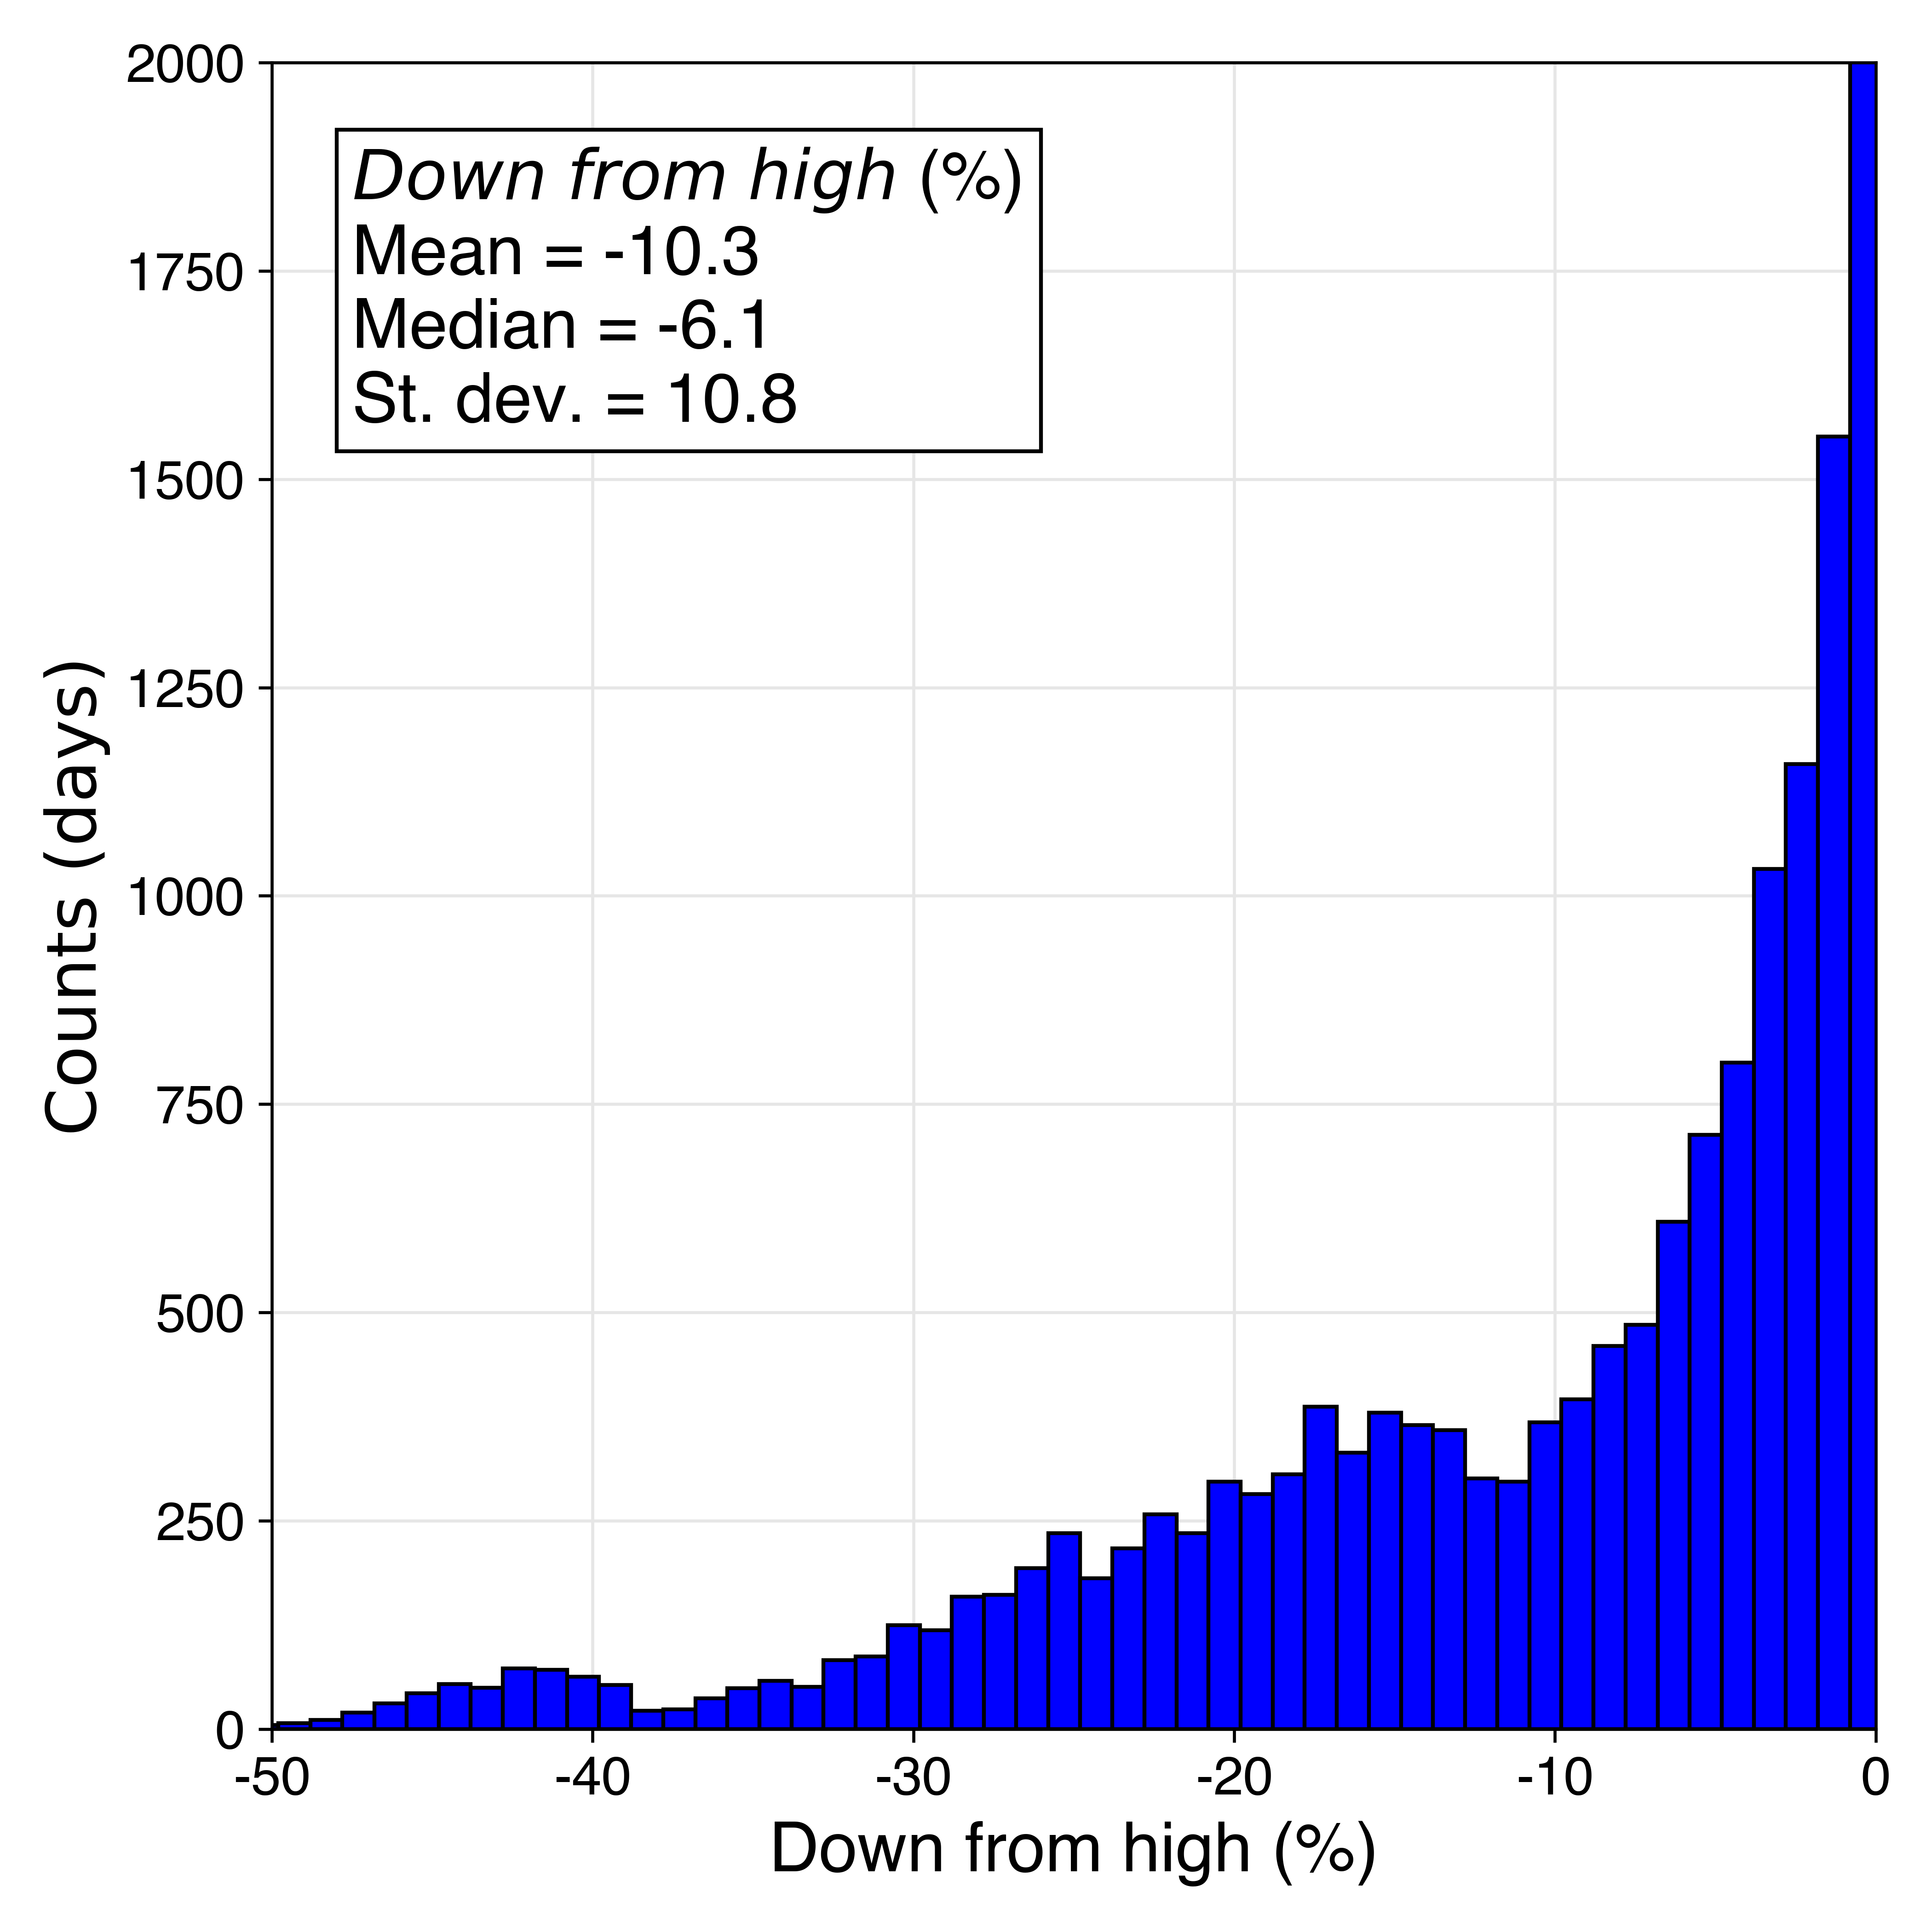 2000
1750
1500
1250
1000
750
500
250
0
Counts (days)
Down from high (%)
Mean = -10.3
Median = -6.1
St. dev. = 10.8
-50 -40 -30 -20 -10 0
Down from high (%)